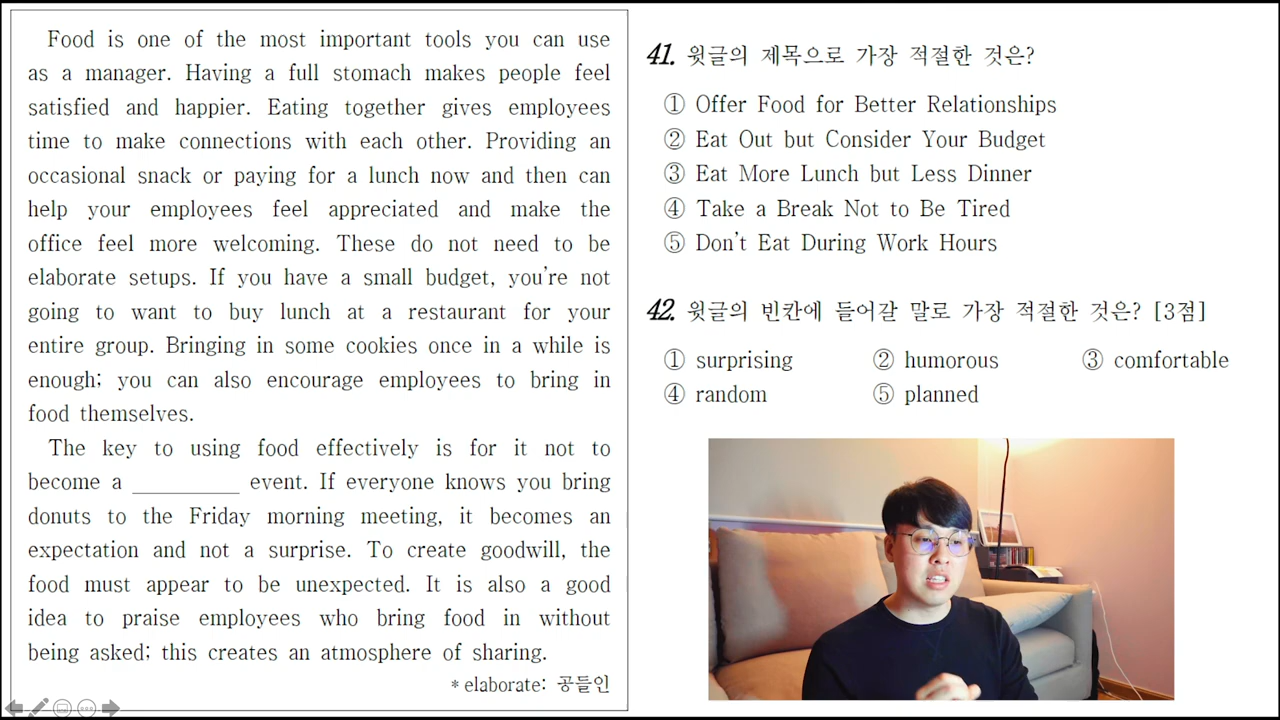 Food is one of the most important tools you can use
as a manager. Having a full stomach makes people feel
satisfied and happier. Eating together gives employees
time to make connections with each other. Providing an
occasional snack or paying for a lunch now and then can
help your employees feel appreciated and make the
office feel more welcoming. These do not need to be
elaborate setups. If you have a small budget, you're not
going to want to buy lunch at a restaurant for your
entire group. Bringing in some cookies once in a while is
enough; you can also encourage employees to bring in
food themselves.
The key to using food effectively is for it not to
become a __________ event. If everyone knows you bring
donuts to the Friday morning meeting, it becomes an
expectation and not a surprise. To create goodwill, the
food must appear to be unexpected. It is also a good
idea to praise employees who bring food in without
being asked; this creates an atmosphere of sharing.
* elaborate: 공들인
41. 윗글의 제목으로 가장 적절한 것은?
① Offer Food for Better Relationships
② Eat Out but Consider Your Budget
③ Eat More Lunch but Less Dinner
④ Take a Break Not to Be Tired
⑤ Don't Eat During Work Hours
42. 윗글의 빈칸에 들어갈 말로 가장 적절한 것은? [3점]
① surprising ② humorous ③ comfortable
④ random ⑤ planned